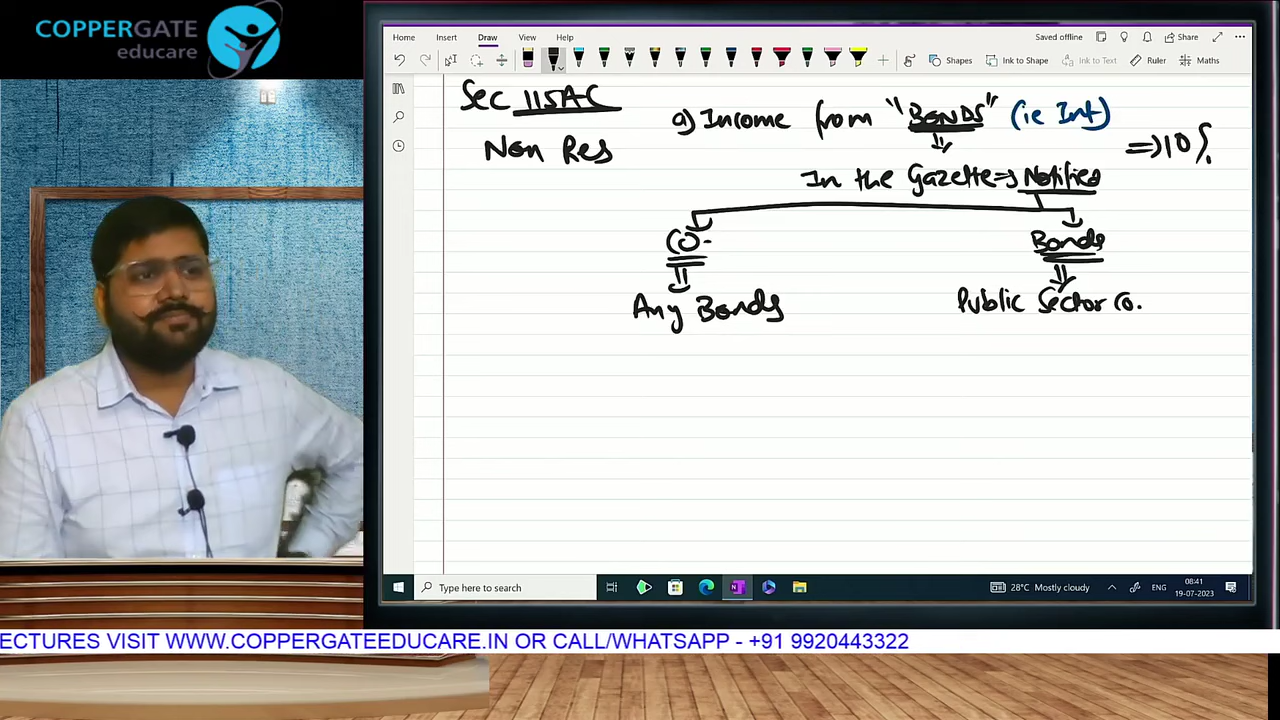 COPPERGATE
educare
Home Insert Draw View Help
Saved offline
Share
Shapes Ink to Shape Ink to Text Ruler Maths
Sec 115AC
Non Res
a) Income from "BONDS" (ie Int)
⇒ 10%
In the Gazette ⇒ Notified
Co.
Bonds
Any Bonds
Public Sector Co.
Type here to search
28°C Mostly cloudy
ENG
08:41
19-07-2023
ECTURES VISIT WWW.COPPERGATEEDUCARE.IN OR CALL/WHATSAPP - +91 9920443322